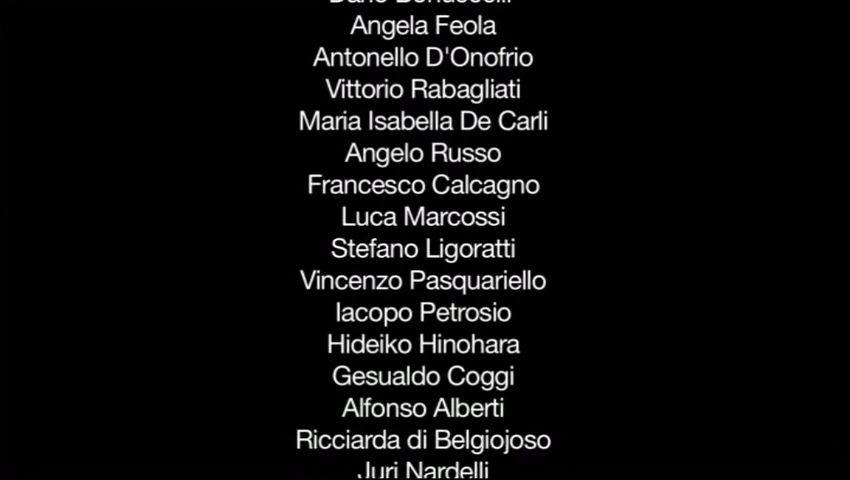 Angela Feola
Antonello D'Onofrio
Vittorio Rabagliati
Maria Isabella De Carli
Angelo Russo
Francesco Calcagno
Luca Marcossi
Stefano Ligoratti
Vincenzo Pasquariello
Iacopo Petrosio
Hideiko Hinohara
Gesualdo Coggi
Alfonso Alberti
Ricciarda di Belgiojoso
Juri Nardelli